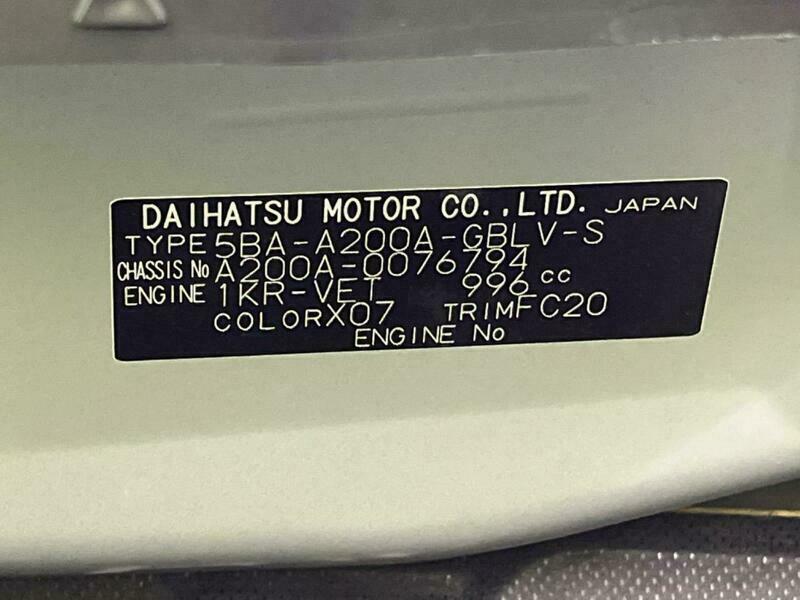 DAIHATSU MOTOR CO.,LTD. JAPAN
TYPE 5BA-A200A-GBLV-S
CHASSIS No A200A-0076794
ENGINE 1KR-VET 996 cc
COLOR X07 TRIM FC20
ENGINE No